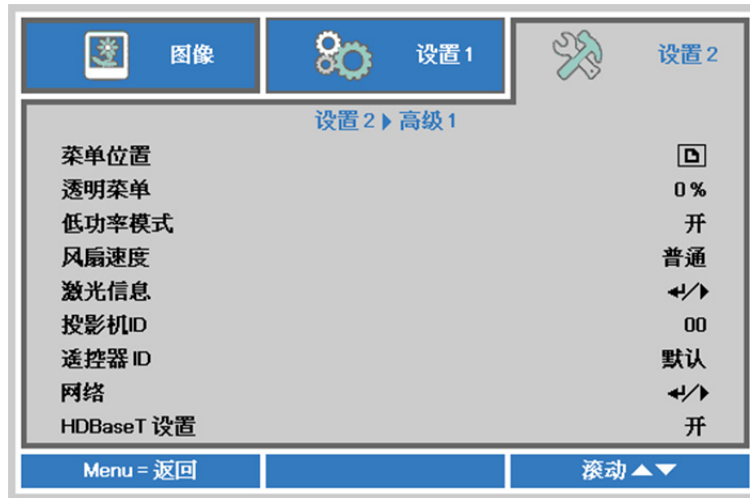 图像 设置1 设置2
设置2▶高级1
菜单位置
透明菜单 0%
低功率模式 开
风扇速度 普通
激光信息 ↵/▶
投影机ID 00
遥控器ID 默认
网络 ↵/▶
HDBaseT 设置 开
Menu = 返回 滚动▲▼